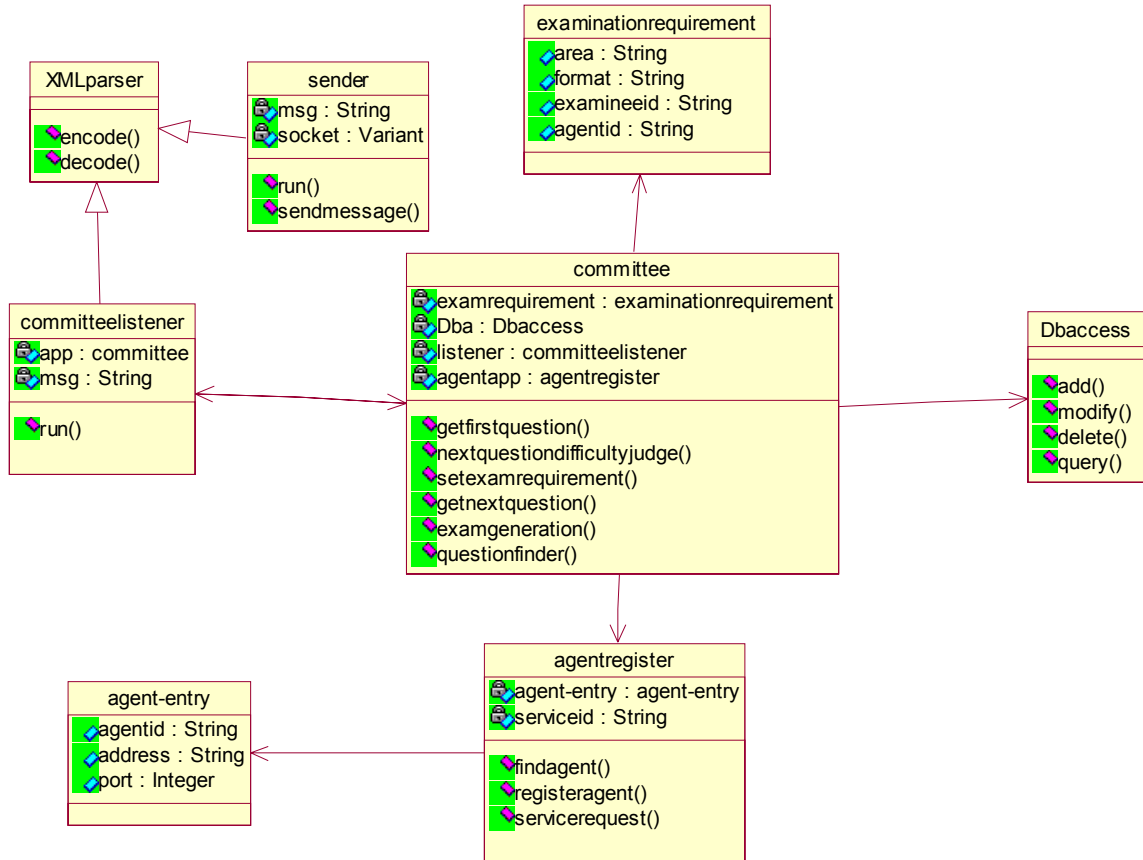 examinationrequirement
area : String
format : String
examineeid : String
agentid : String
XMLparser
encode()
decode()
sender
msg : String
socket : Variant
run()
sendmessage()
committee
examrequirement : examinationrequirement
Dba : Dbaccess
listener : committeelistener
agentapp : agentregister
getfirstquestion()
nextquestiondifficultyjudge()
setexamrequirement()
getnextquestion()
examgeneration()
questionfinder()
committeelistener
app : committee
msg : String
run()
Dbaccess
add()
modify()
delete()
query()
agentregister
agent-entry : agent-entry
serviceid : String
findagent()
registeragent()
servicerequest()
agent-entry
agentid : String
address : String
port : Integer